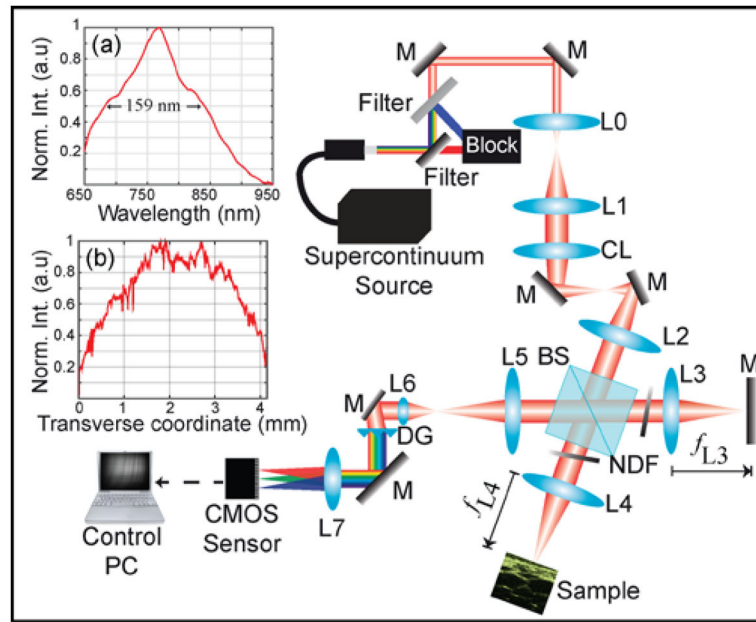 (a)
Norm. Int. (a.u)
1
0.8
0.6
0.4
0.2
159 nm
650
750
850
950
Wavelength (nm)
(b)
Norm. Int. (a.u)
1
0.8
0.6
0.4
0.2
0
1
2
3
4
Transverse coordinate (mm)
M
M
Filter
Block
Filter
L0
Supercontinuum
Source
L1
CL
M
M
L2
L5
BS
L3
M
L6
M
DG
M
NDF
fL3
L4
fL4
L7
CMOS
Sensor
Control
PC
Sample